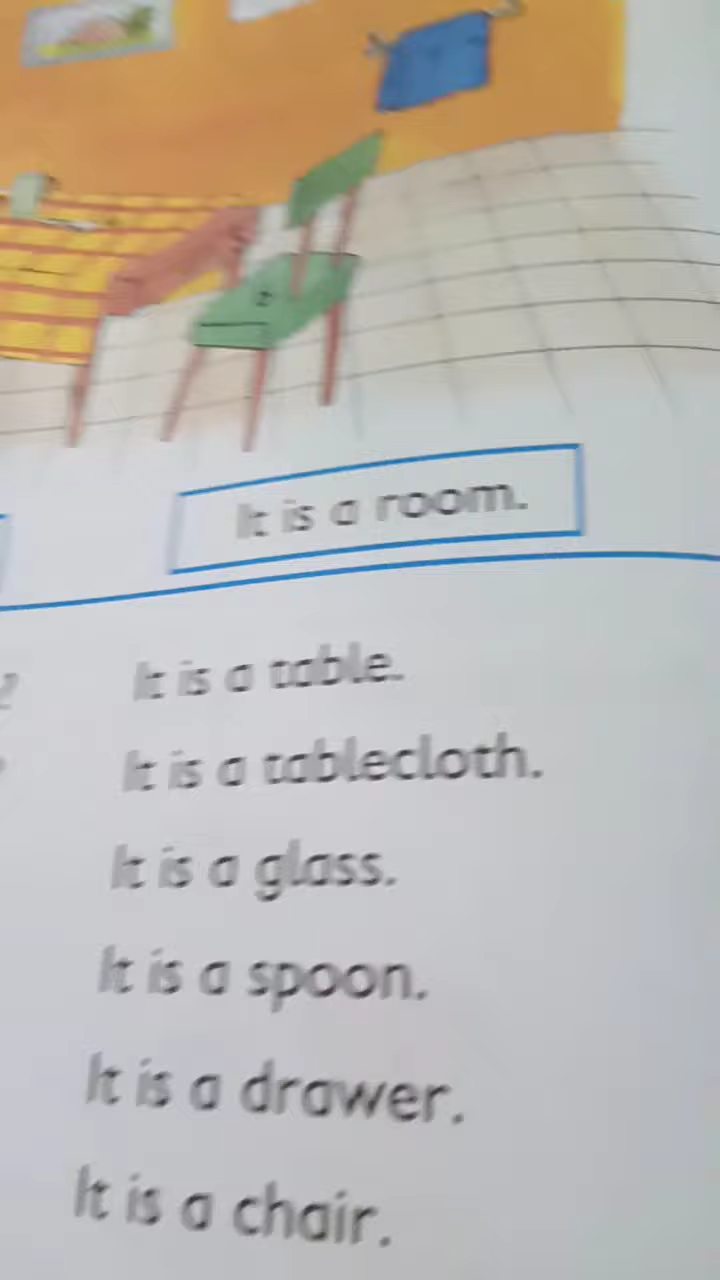 It is a room.
It is a table.
It is a tablecloth.
It is a glass.
It is a spoon.
It is a drawer.
It is a chair.